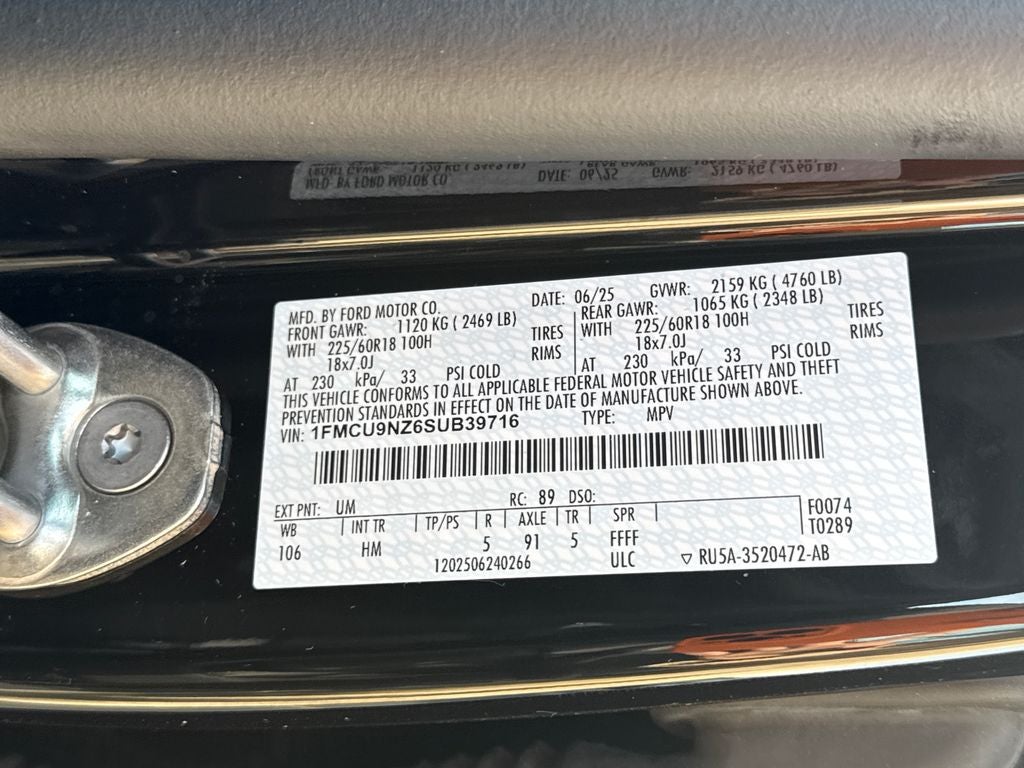 MFD. BY FORD MOTOR CO. DATE: 06/25 GVWR: 2159 KG ( 4760 LB)
FRONT GAWR: 1120 KG ( 2469 LB) REAR GAWR: 1065 KG ( 2348 LB)
WITH 225/60R18 100H TIRES WITH 225/60R18 100H TIRES
18x7.0J RIMS 18x7.0J RIMS
AT 230 kPa/ 33 PSI COLD AT 230 kPa/ 33 PSI COLD
THIS VEHICLE CONFORMS TO ALL APPLICABLE FEDERAL MOTOR VEHICLE SAFETY AND THEFT
PREVENTION STANDARDS IN EFFECT ON THE DATE OF MANUFACTURE SHOWN ABOVE.
VIN: 1FMCU9NZ6SUB39716 TYPE: MPV
EXT PNT: UM RC: 89 DSO:
WB INT TR TP/PS R AXLE TR SPR F0074
106 HM 5 91 5 FFFF T0289
1202506240266 ULC ▽ RU5A-3520472-AB